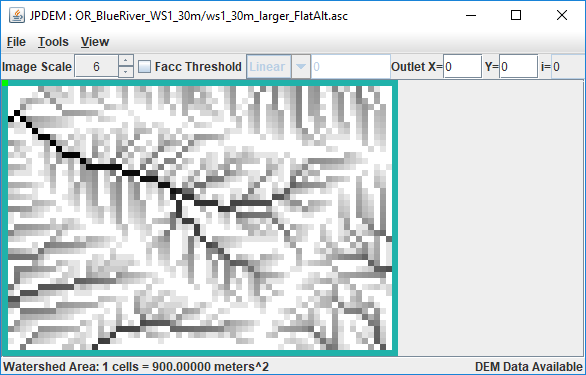 JPDEM : OR_BlueRiver_WS1_30m/ws1_30m_larger_FlatAlt.asc
File Tools View
Image Scale 6 Facc Threshold Linear 0 Outlet X= 0 Y= 0 i= 0
Watershed Area: 1 cells = 900.00000 meters^2 DEM Data Available